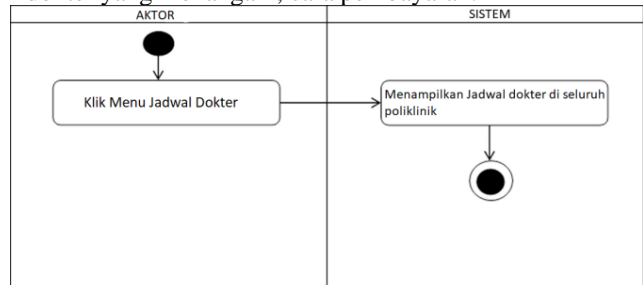 AKTOR
SISTEM
Klik Menu Jadwal Dokter
Menampilkan Jadwal dokter di seluruh
poliklinik